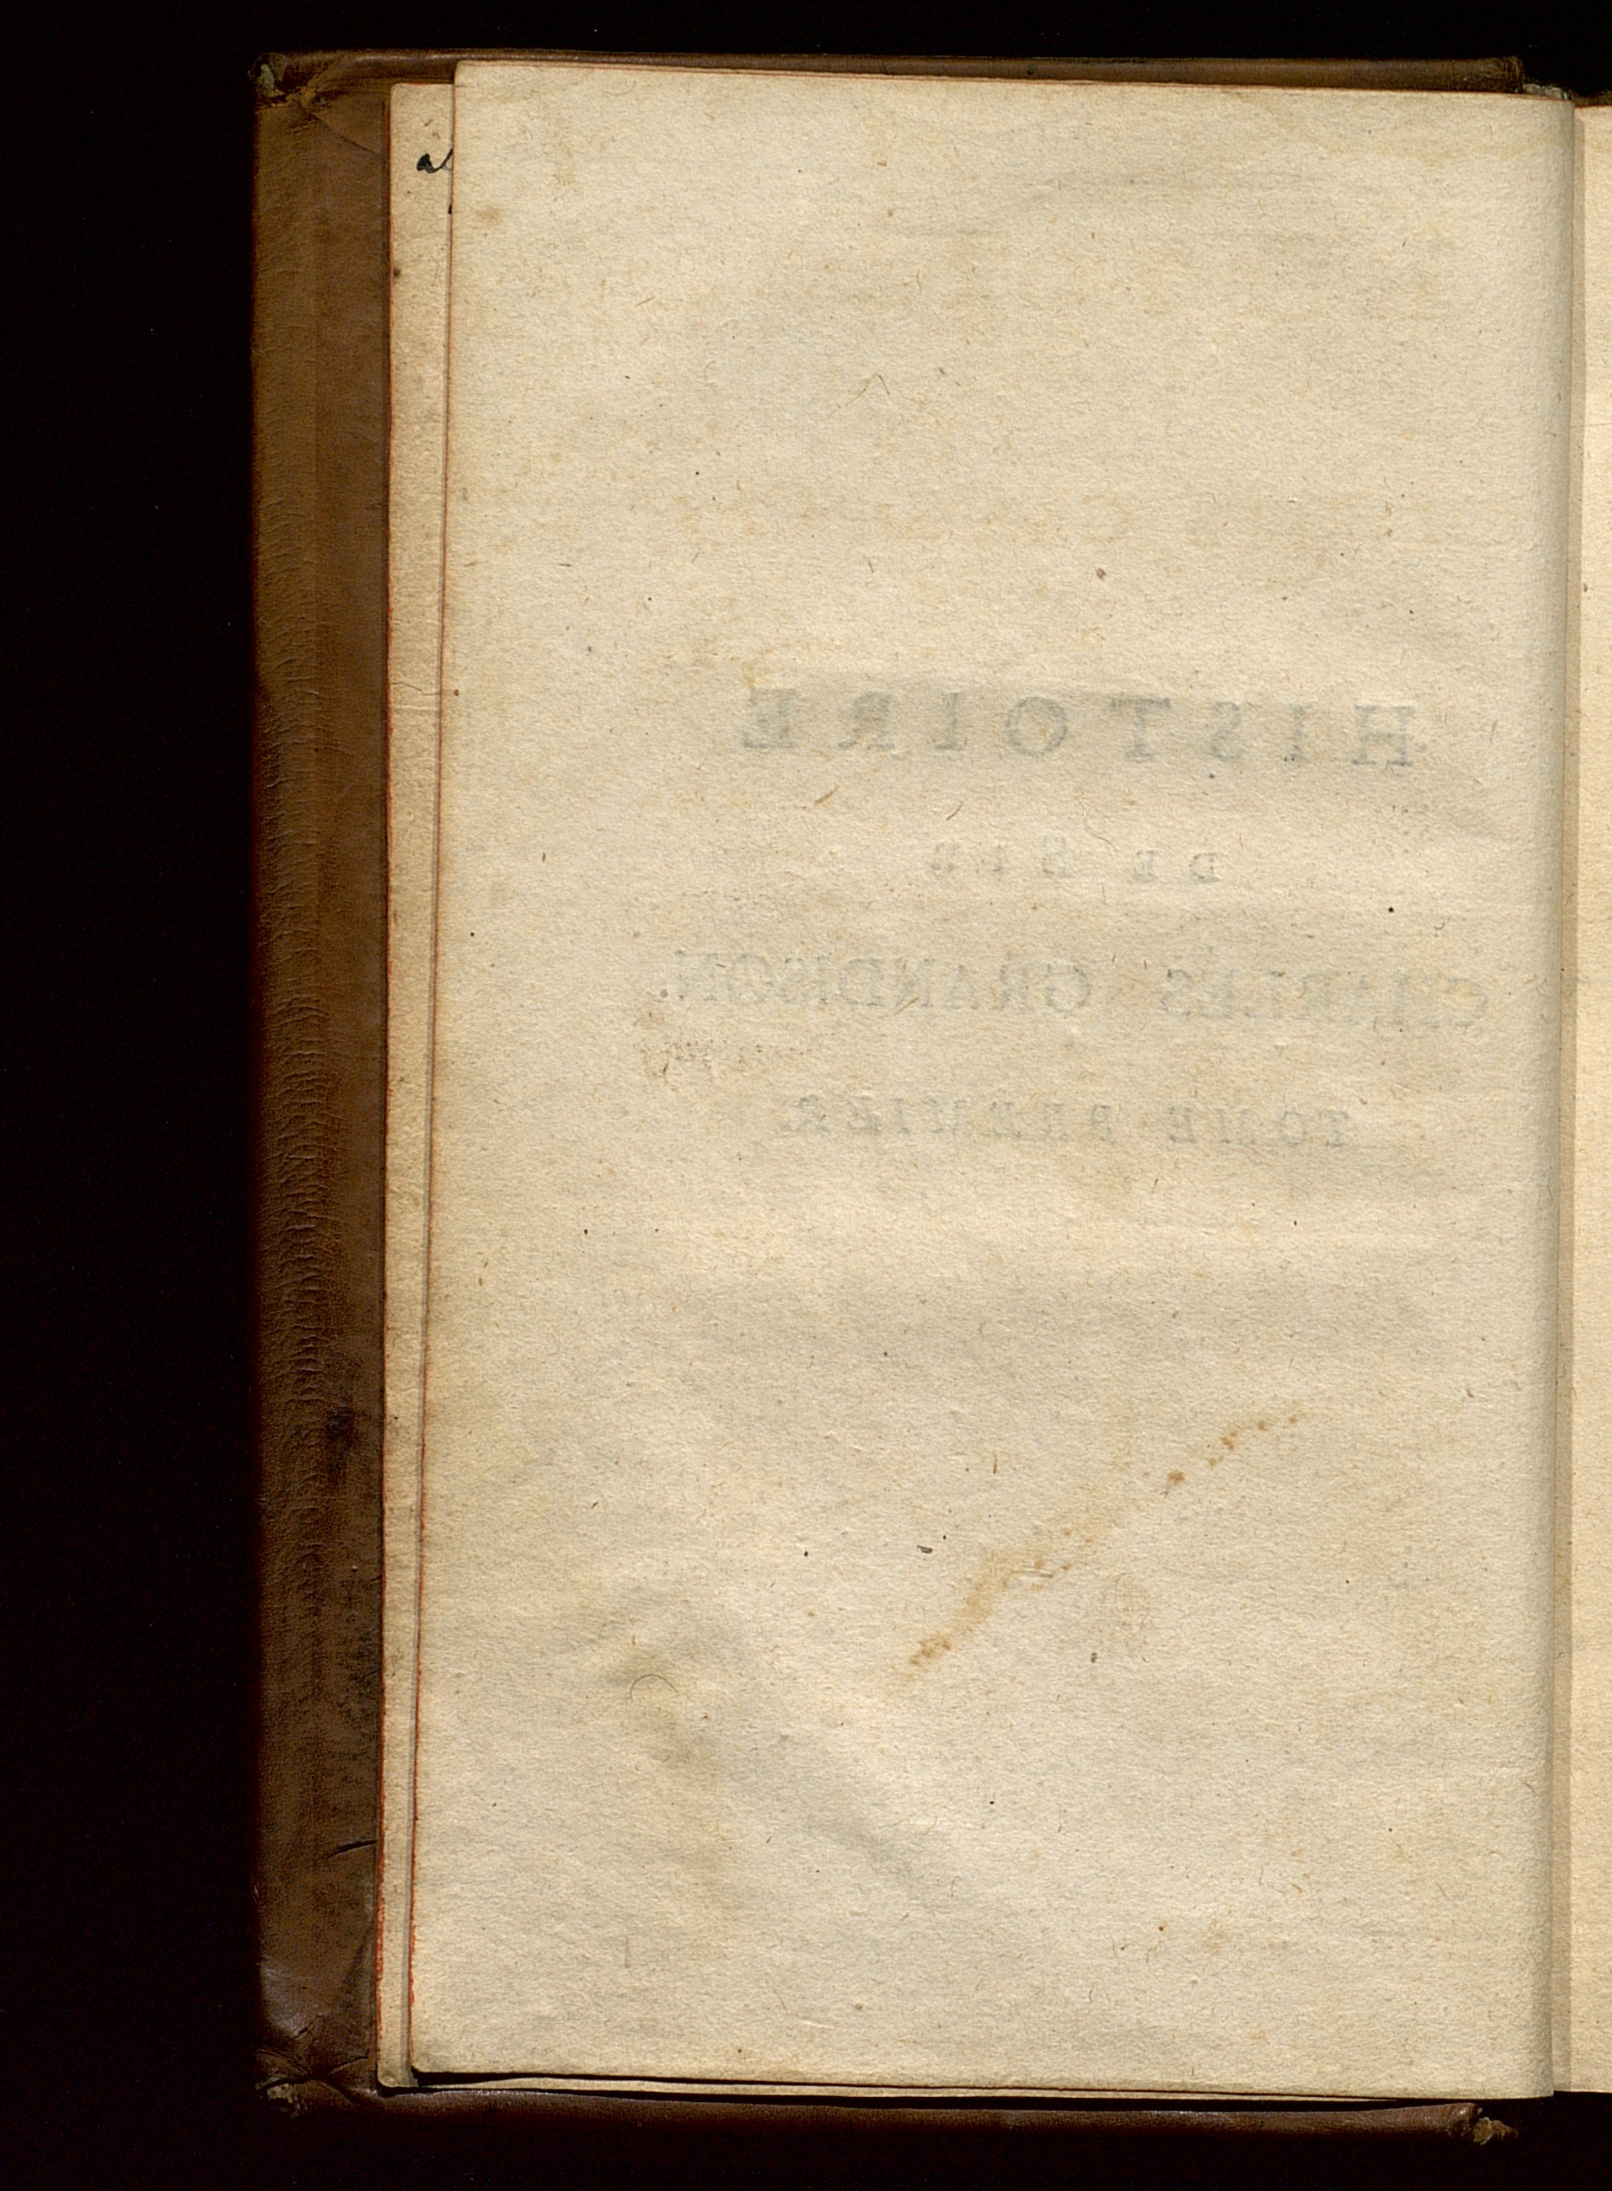 HISTOIRE
DE SIR
CHARLES GRANDISON.
TOME PREMIER